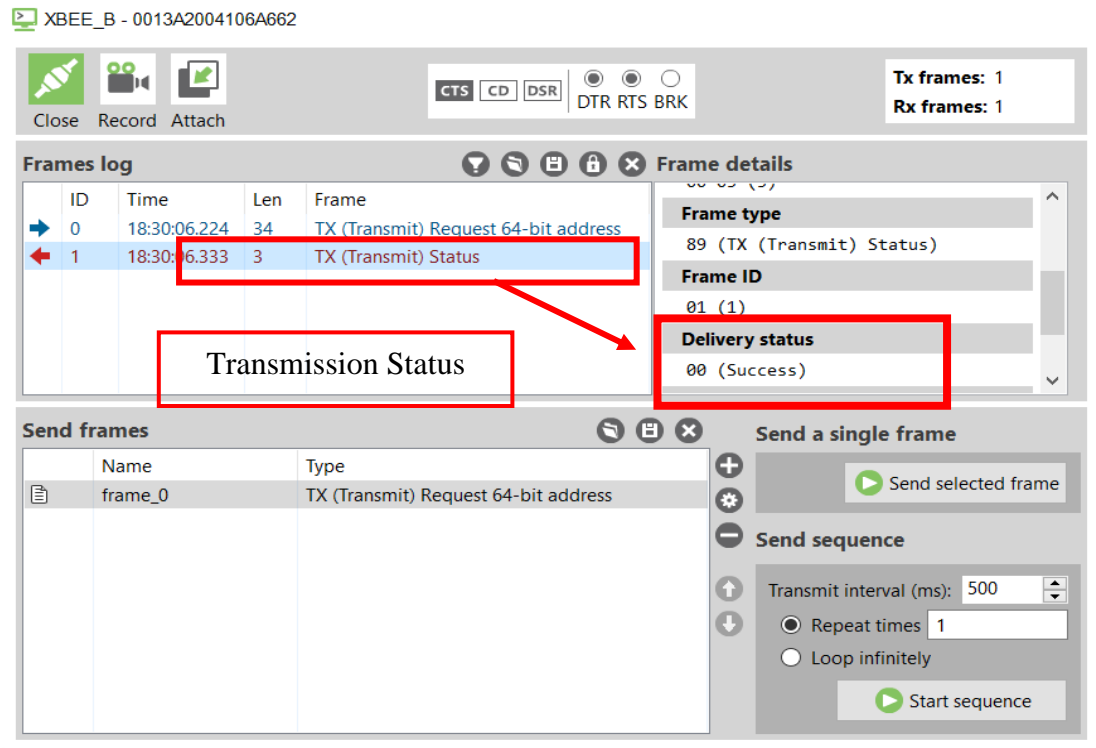 XBEE_B - 0013A2004106A662
CTS CD DSR
DTR RTS BRK
Tx frames: 1
Rx frames: 1
Close Record Attach
Frames log
ID Time Len Frame
0 18:30:06.224 34 TX (Transmit) Request 64-bit address
1 18:30:06.333 3 TX (Transmit) Status
Transmission Status
Frame details
Frame type
89 (TX (Transmit) Status)
Frame ID
01 (1)
Delivery status
00 (Success)
Send frames
Name Type
frame_0 TX (Transmit) Request 64-bit address
Send a single frame
Send selected frame
Send sequence
Transmit interval (ms): 500
Repeat times 1
Loop infinitely
Start sequence